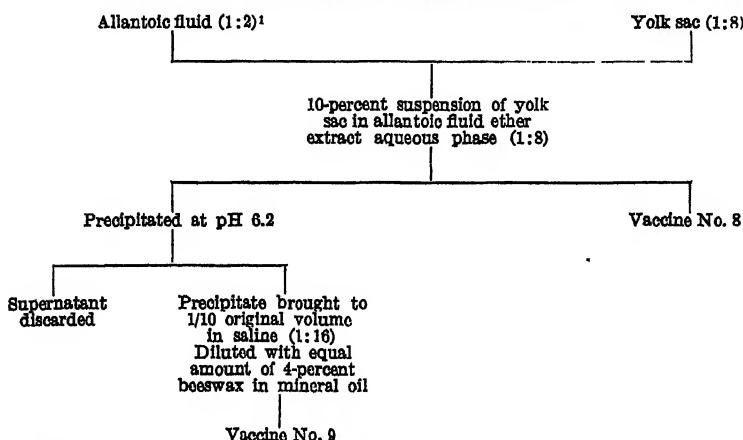 Allantoic fluid (1:2)¹
Yolk sac (1:8)
10-percent suspension of yolk
sac in allantoic fluid ether
extract aqueous phase (1:8)
Precipitated at pH 6.2
Vaccine No. 8
Supernatant
discarded
Precipitate brought to
1/10 original volume
in saline (1:16)
Diluted with equal
amount of 4-percent
beeswax in mineral oil
Vaccine No. 9